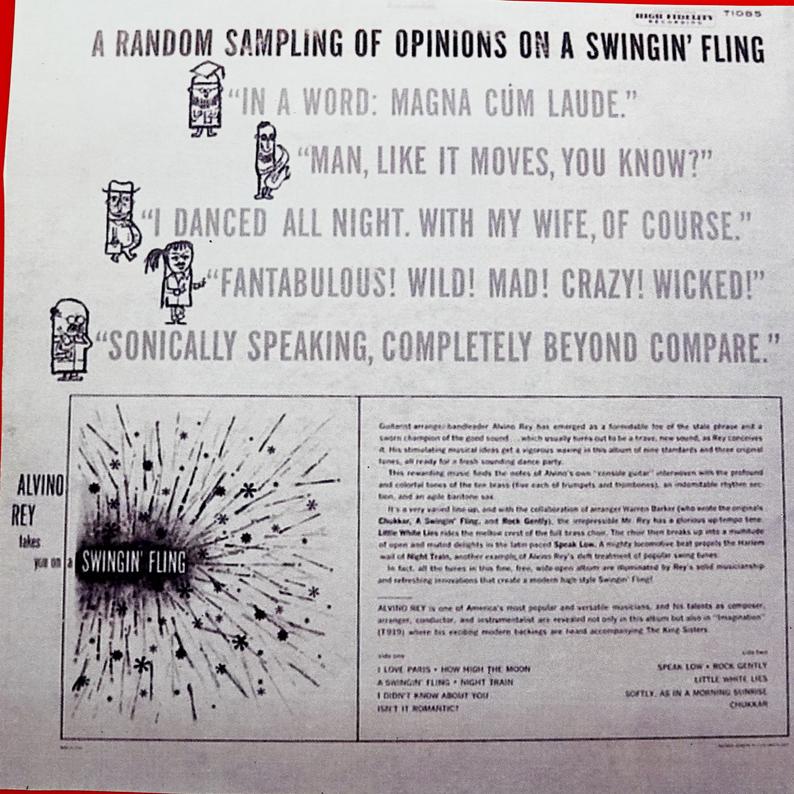 HIGH FIDELITY
RECORDING
T1085
A RANDOM SAMPLING OF OPINIONS ON A SWINGIN' FLING
“IN A WORD: MAGNA CUM LAUDE.”
“MAN, LIKE IT MOVES, YOU KNOW?”
“I DANCED ALL NIGHT. WITH MY WIFE, OF COURSE.”
“FANTABULOUS! WILD! MAD! CRAZY! WICKED!”
“SONICALLY SPEAKING, COMPLETELY BEYOND COMPARE.”
ALVINO
REY
takes
you on a
SWINGIN' FLING
Guitarist-arranger-bandleader Alvino Rey has emerged as a formidable foe of the stale phrase and a
sworn champion of the good sound...which usually turns out to be a brave, new sound, as Rey conceives
it. His stimulating musical ideas get a vigorous waxing in this album of nine standards and three original
tunes, all ready for a fresh sounding dance party.
This rewarding music finds the notes of Alvino's own “console guitar” interwoven with the profound
and colorful tones of the ten brass (five each of trumpets and trombones), an indomitable rhythm sec-
tion, and an agile baritone sax.
It's a very varied line-up, and with the collaboration of arranger Warren Barker (who wrote the originals
Chukkar, A Swingin' Fling, and Rock Gently), the irrepressible Mr. Rey has a glorious up-tempo time.
Little White Lies rides the mellow crest of the full brass choir. The choir then breaks up into a multitude
of open and muted delights in the latin-paced Speak Low. A mighty locomotive beat propels the Harlem
wail of Night Train, another example of Alvino Rey's deft treatment of popular swing tunes.
In fact, all the tunes in this fine, free, wide-open album are illuminated by Rey's solid musicianship
and refreshing innovations that create a modern high style Swingin' Fling!
ALVINO REY is one of America's most popular and versatile musicians, and his talents as composer,
arranger, conductor, and instrumentalist are revealed not only in this album but also in “Imagination”
(T1919) where his exciting modern backings are heard accompanying The King Sisters.
side one
I LOVE PARIS • HOW HIGH THE MOON
A SWINGIN' FLING • NIGHT TRAIN
I DIDN'T KNOW ABOUT YOU
ISN'T IT ROMANTIC?
side two
SPEAK LOW • ROCK GENTLY
LITTLE WHITE LIES
SOFTLY, AS IN A MORNING SUNRISE
CHUKKAR